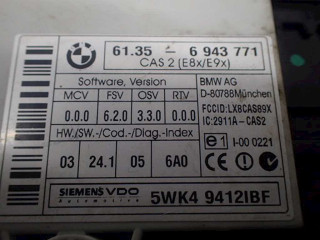 61.35 - 6 943 771
CAS 2 (E8x/E9x)
Software, Version
MCV FSV OSV RTV
0.0.0 6.2.0 3.3.0 0.0.0
HW./SW.-Cod./Diag.-Index
03 24.1 05 6A0
BMW AG
D-80788München
FCCID:LX8CAS89X
IC:2911A-CAS2
e1 I-00 0221
SIEMENS VDO
Automotive
5WK4 9412IBF